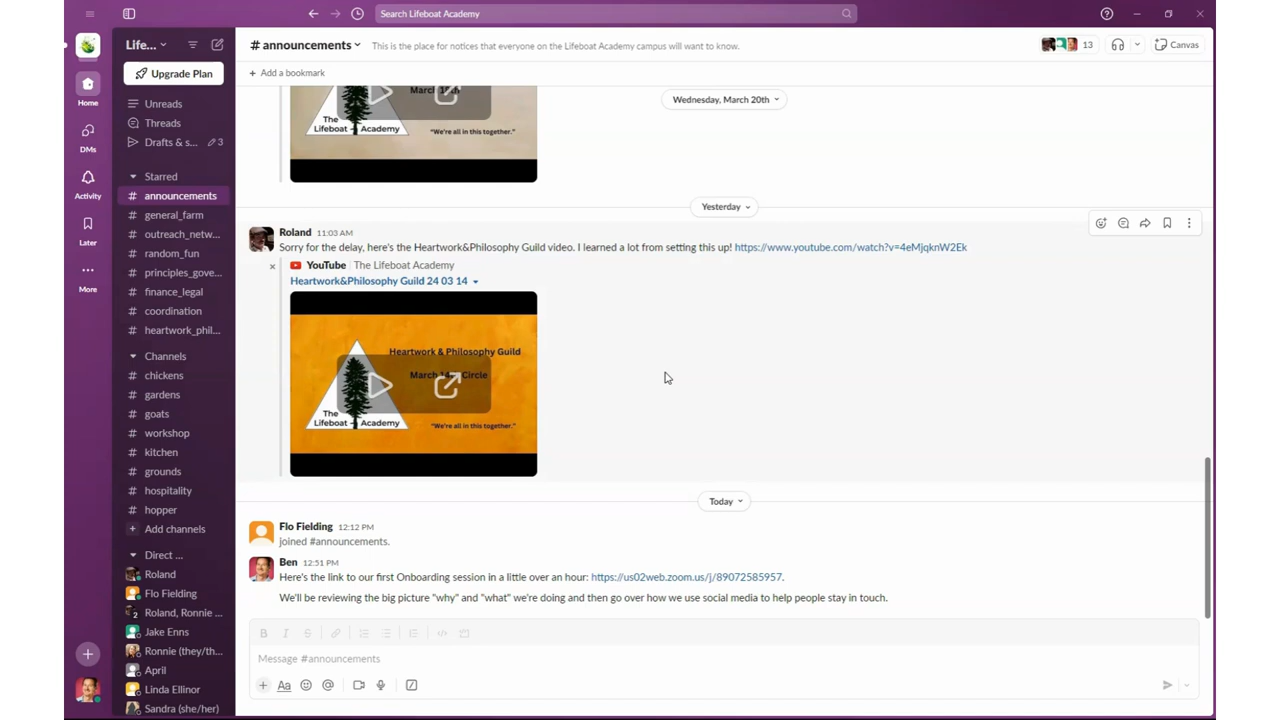 Search Lifeboat Academy
Life...
Upgrade Plan
Home
DMs
Activity
Later
More
Unreads
Threads
Drafts & s... 3
Starred
# announcements
# general_farm
# outreach_netw...
# random_fun
# principles_gove...
# finance_legal
# coordination
# heartwork_phil...
Channels
# chickens
# gardens
# goats
# workshop
# kitchen
# grounds
# hospitality
# hopper
+ Add channels
Direct ...
Roland
Flo Fielding
2 Roland, Ronnie ...
Jake Enns
Ronnie (they/th...
April
Linda Ellinor
Sandra (she/her)
# announcements
This is the place for notices that everyone on the Lifeboat Academy campus will want to know.
13
Canvas
+ Add a bookmark
Wednesday, March 20th
The
Lifeboat Academy
"We're all in this together."
Yesterday
Roland 11:03 AM
Sorry for the delay, here's the Heartwork&Philosophy Guild video. I learned a lot from setting this up! https://www.youtube.com/watch?v=4eMjqknW2Ek
YouTube | The Lifeboat Academy
Heartwork&Philosophy Guild 24 03 14
Heartwork & Philosophy Guild
March 14 Circle
The
Lifeboat Academy
"We're all in this together."
Today
Flo Fielding 12:12 PM
joined #announcements.
Ben 12:51 PM
Here's the link to our first Onboarding session in a little over an hour: https://us02web.zoom.us/j/89072585957.
We'll be reviewing the big picture "why" and "what" we're doing and then go over how we use social media to help people stay in touch.
Message #announcements